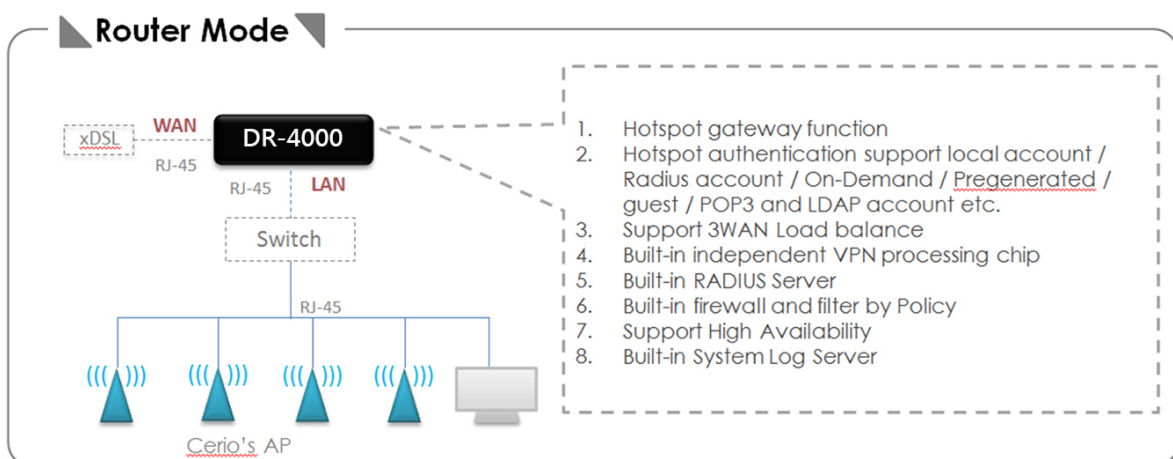 Router Mode
xDSL
WAN
RJ-45
DR-4000
RJ-45
LAN
Switch
RJ-45
Cerio's AP
1. Hotspot gateway function
2. Hotspot authentication support local account /
Radius account / On-Demand / Pregenerated /
guest / POP3 and LDAP account etc.
3. Support 3WAN Load balance
4. Built-in independent VPN processing chip
5. Built-in RADIUS Server
6. Built-in firewall and filter by Policy
7. Support High Availability
8. Built-in System Log Server